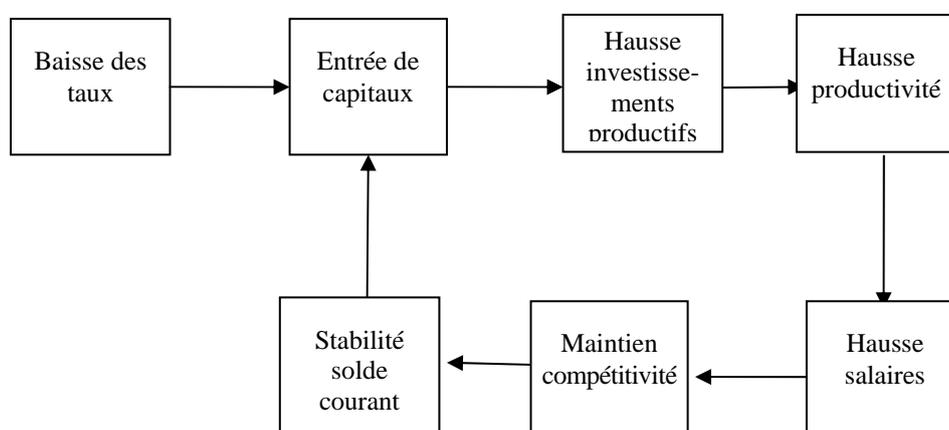 Baisse des
taux
Entrée de
capitaux
Hausse
investisse-
ments
productifs
Hausse
productivité
Hausse
salaires
Maintien
compétitivité
Stabilité
solde
courant